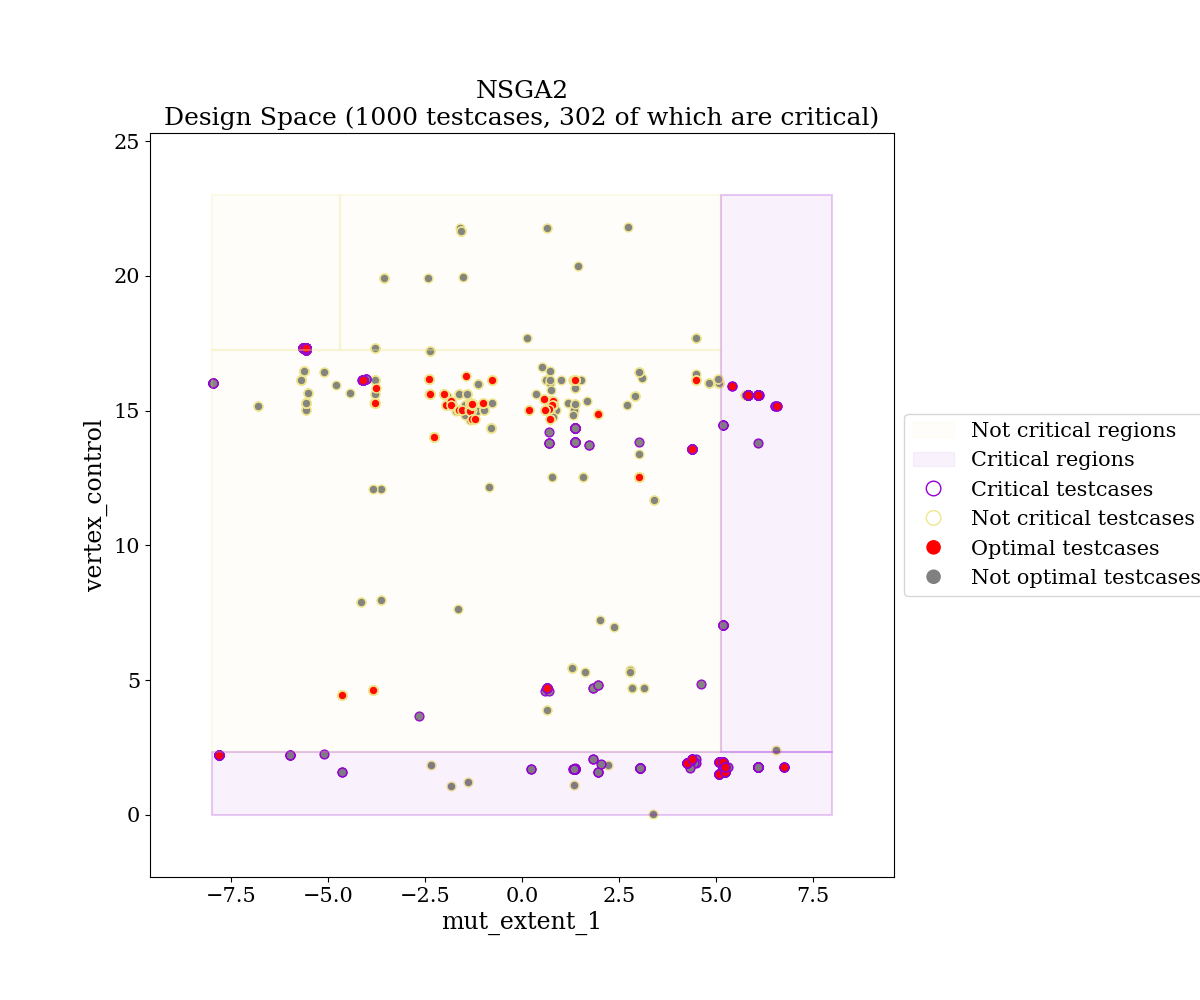 NSGA2
Design Space (1000 testcases, 302 of which are critical)
25
20
15
10
5
0
vertex_control
−7.5
−5.0
−2.5
0.0
2.5
5.0
7.5
mut_extent_1
Not critical regions
Critical regions
Critical testcases
Not critical testcases
Optimal testcases
Not optimal testcases